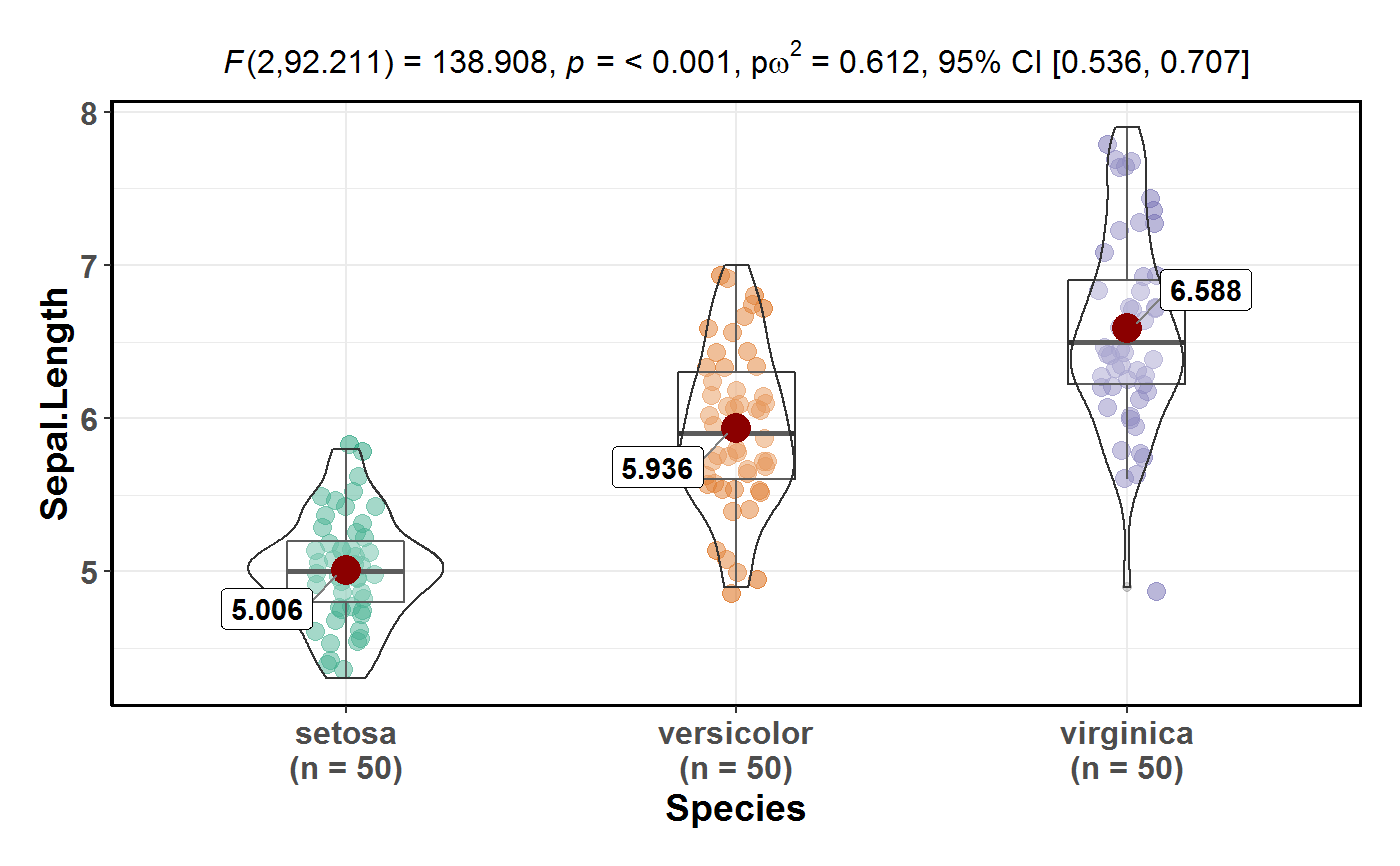 F(2,92.211) = 138.908, p = < 0.001, pω² = 0.612, 95% CI [0.536, 0.707]
8
7
6
5
Sepal.Length
6.588
5.936
5.006
setosa
(n = 50)
versicolor
(n = 50)
virginica
(n = 50)
Species